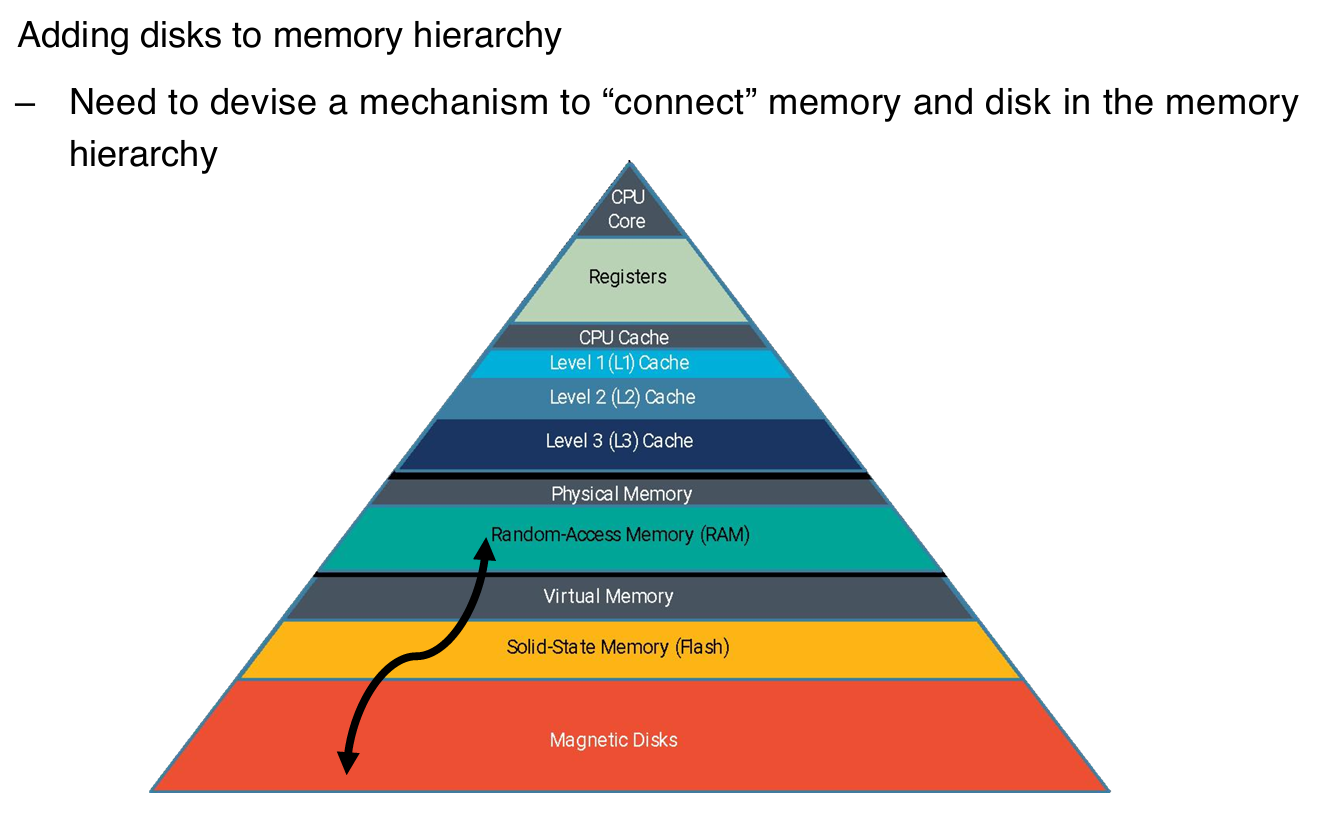 Adding disks to memory hierarchy
– Need to devise a mechanism to “connect” memory and disk in the memory
hierarchy
CPU
Core
Registers
CPU Cache
Level 1 (L1) Cache
Level 2 (L2) Cache
Level 3 (L3) Cache
Physical Memory
Random-Access Memory (RAM)
Virtual Memory
Solid-State Memory (Flash)
Magnetic Disks